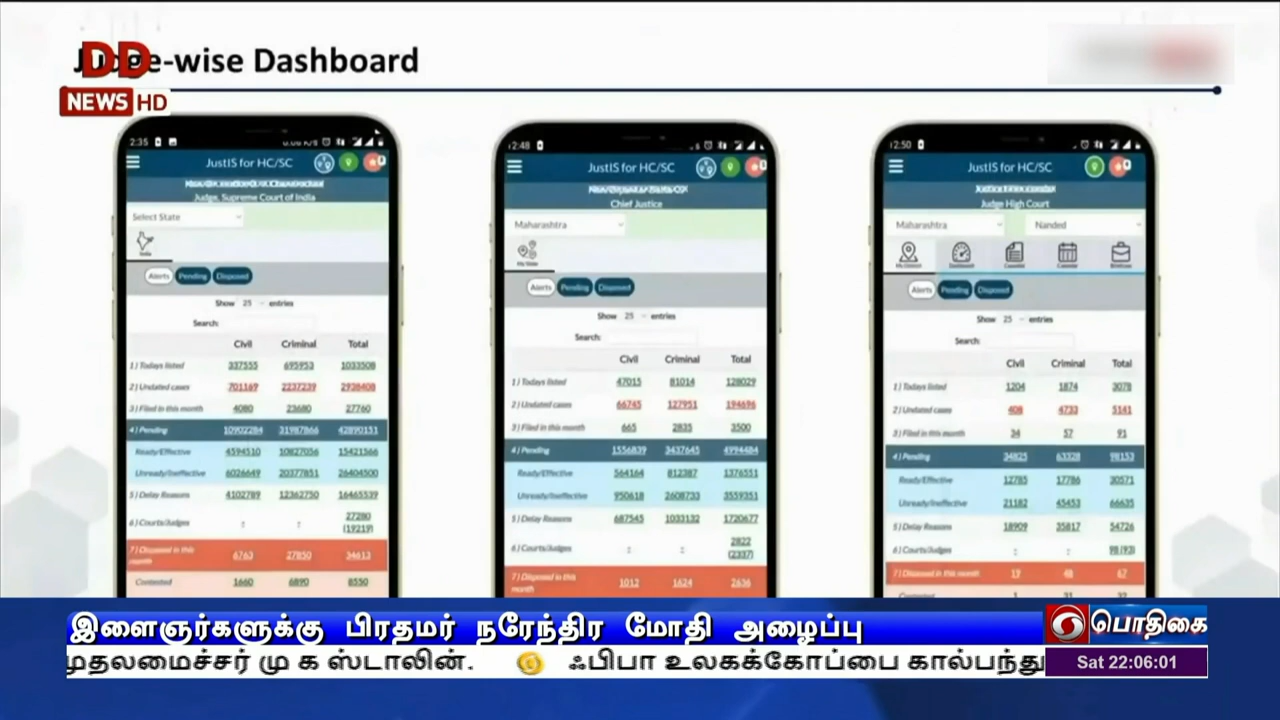 Judge-wise Dashboard
DD
NEWS HD
2:35
JustIS for HC/SC
Judge, Supreme Court of India
Select State
India
Alerts Pending Disposed
Show 25 entries
Search:
Civil Criminal Total
1) Todays listed 337555 695953 1033508
2) Undated cases 701169 2237239 2938408
3) Filed in this month 4080 23680 27760
4) Pending 10902284 31987866 42890151
Ready/Effective 4594510 10827056 15421566
Unready/Ineffective 6026649 20377851 26404500
5) Delay Reasons 4102789 12362750 16465539
6) Courts/Judges - - 27280 (19219)
7) Disposed in this month 6763 27850 34613
Contested 1660 6890 8550
2:48
JustIS for HC/SC
Chief Justice
Maharashtra
My State
Alerts Pending Disposed
Show 25 entries
Search:
Civil Criminal Total
1) Todays listed 47015 81014 128029
2) Undated cases 66745 127951 194696
3) Filed in this month 665 2835 3500
4) Pending 1556839 3437645 4994484
Ready/Effective 564164 812387 1376551
Unready/Ineffective 950618 2608733 3559351
5) Delay Reasons 687545 1033132 1720677
6) Courts/Judges - - 2822 (2337)
7) Disposed in this month 1012 1624 2636
2:50
JustIS for HC/SC
Judge High Court
Maharashtra Nanded
My District Dashboard Causelist Calendar
Alerts Pending Disposed
Show 25 entries
Search:
Civil Criminal Total
1) Todays listed 1204 1874 3078
2) Undated cases 408 4733 5141
3) Filed in this month 34 57 91
4) Pending 34825 63328 98153
Ready/Effective 12785 17786 30571
Unready/Ineffective 21182 45453 66635
5) Delay Reasons 18909 35817 54726
6) Courts/Judges - - 98 (93)
7) Disposed in this month 19 48 67
Contested 1 31 32
இளைஞர்களுக்கு பிரதமர் நரேந்திர மோதி அழைப்பு
பொதிகை
முதலமைச்சர் மு க ஸ்டாலின். ஃபிபா உலகக்கோப்பை கால்பந்து
Sat 22:06:01